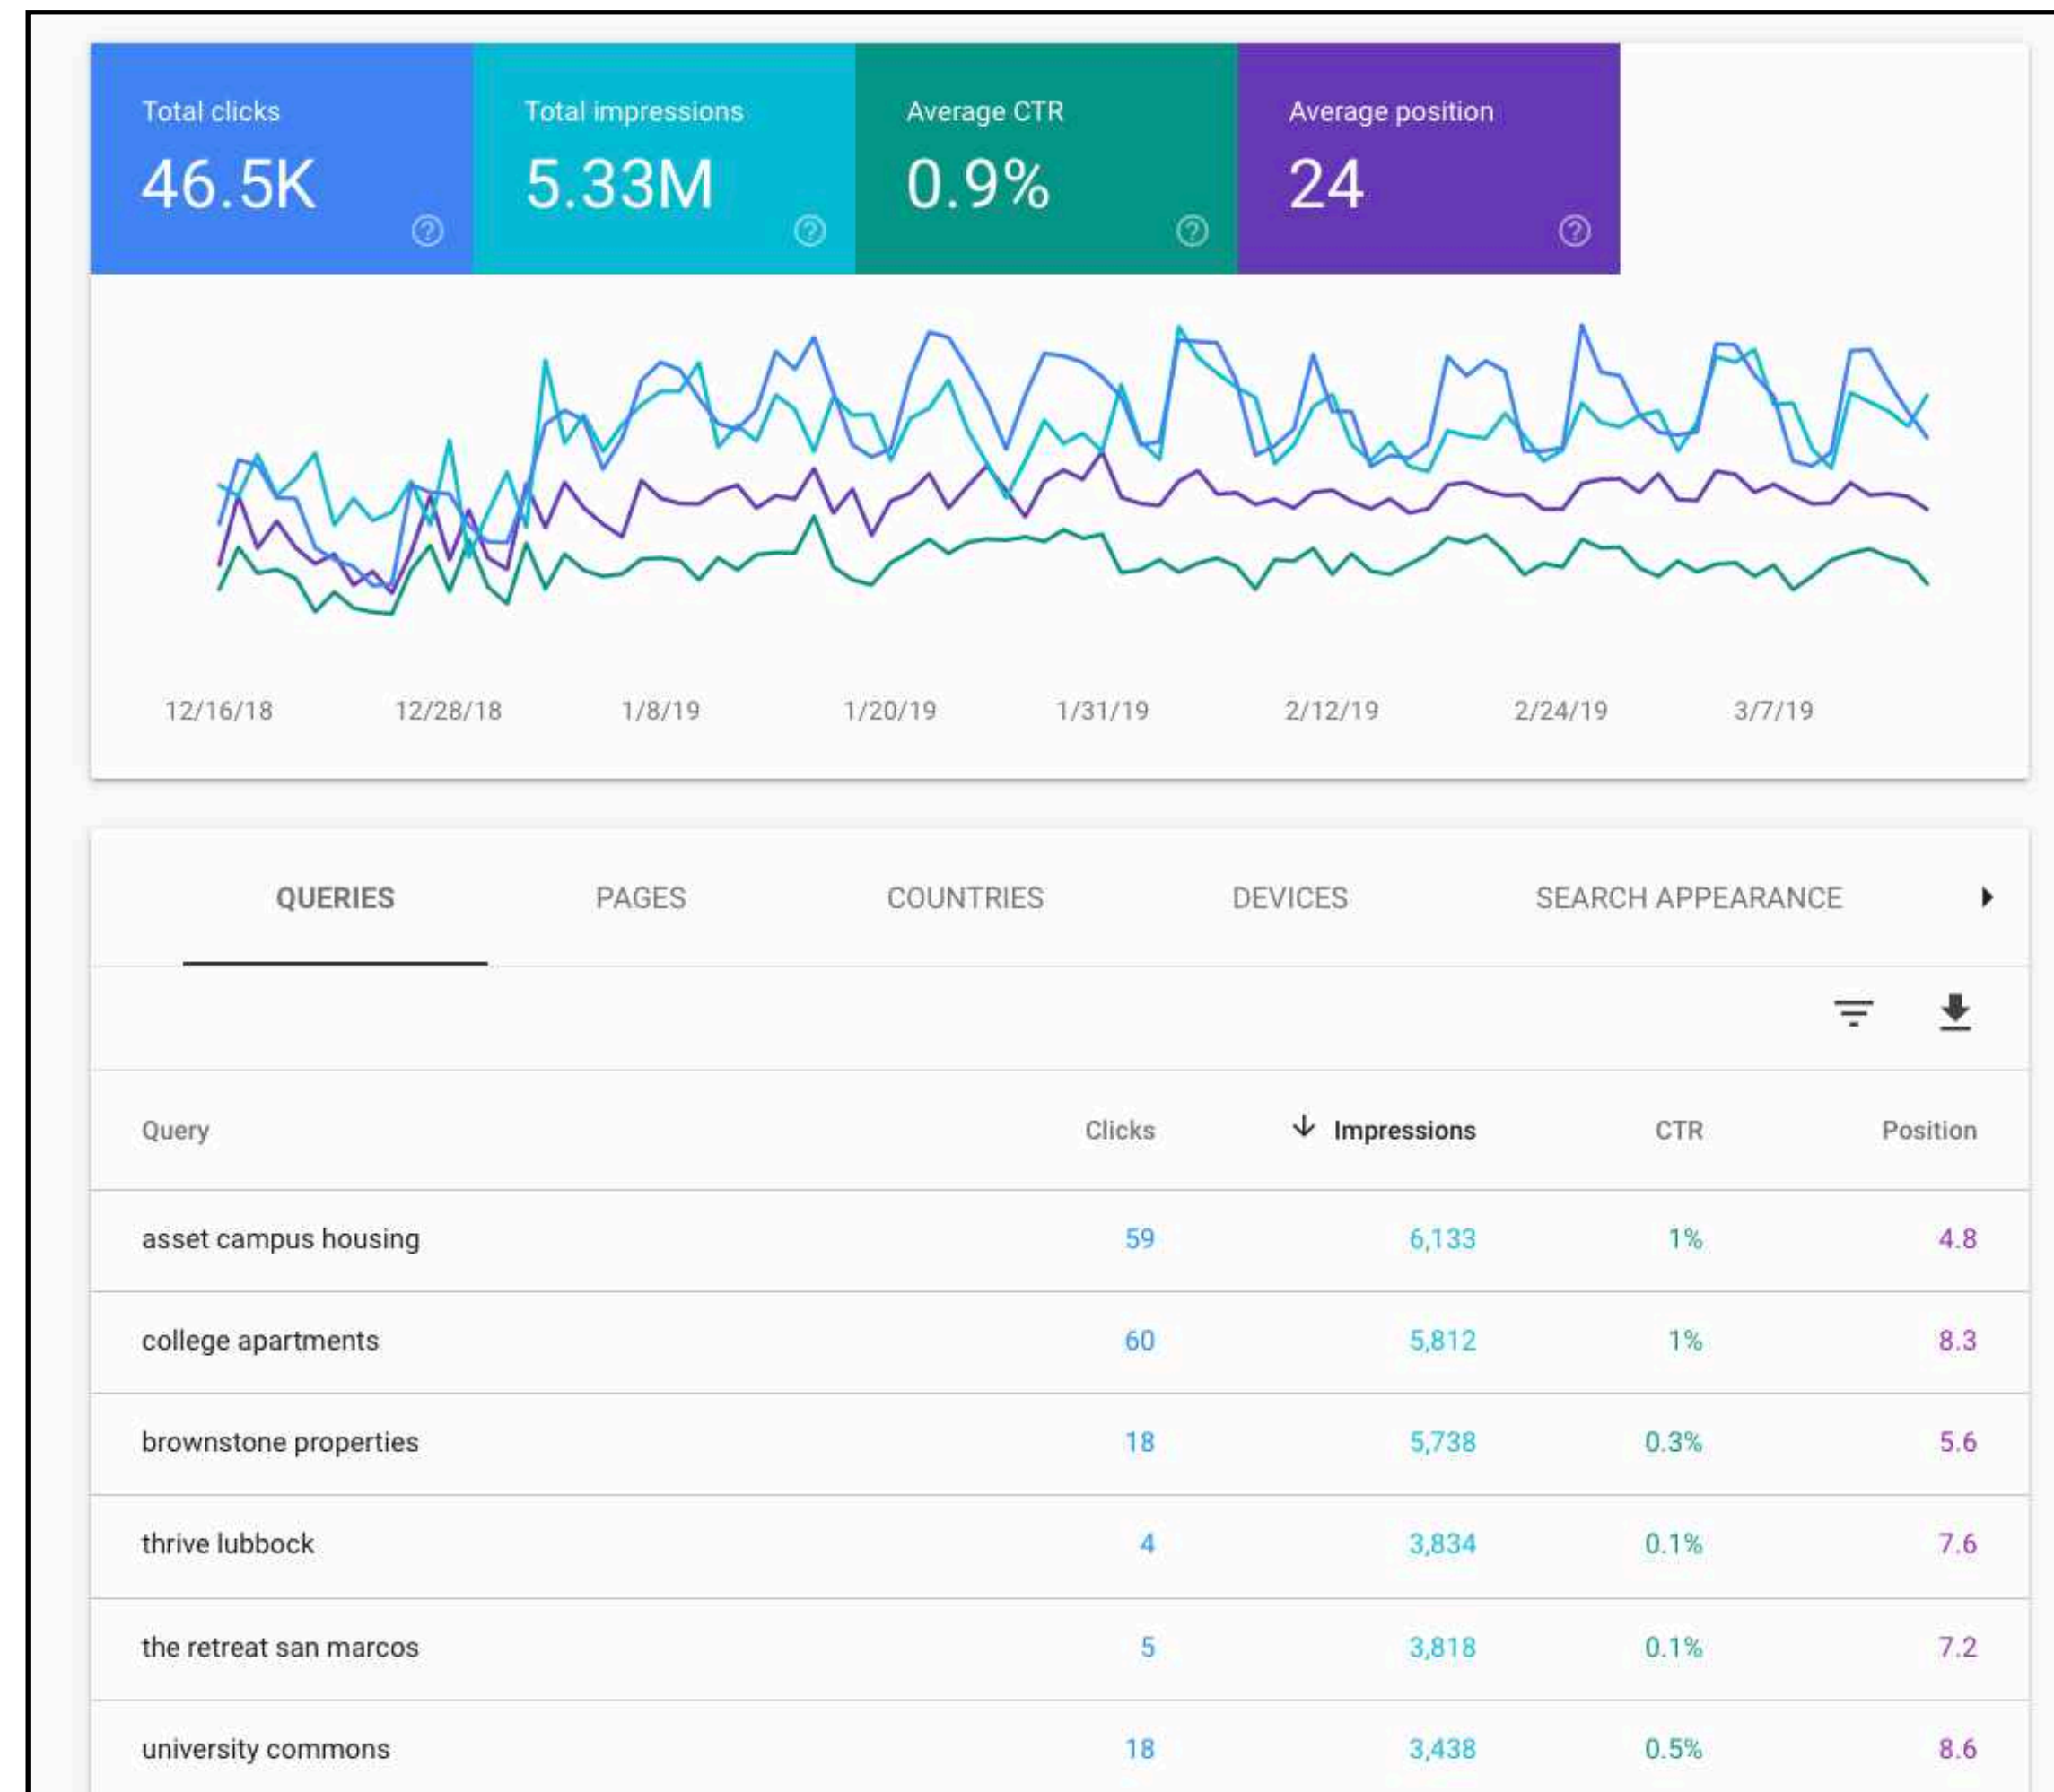 Total clicks Total impressions Average CTR Average position
46.5K 5.33M 0.9% 24
12/16/18 12/28/18 1/8/19 1/20/19 1/31/19 2/12/19 2/24/19 3/7/19
QUERIES PAGES COUNTRIES DEVICES SEARCH APPEARANCE
Query Clicks Impressions CTR Position
asset campus housing 59 6,133 1% 4.8
college apartments 60 5,812 1% 8.3
brownstone properties 18 5,738 0.3% 5.6
thrive lubbock 4 3,834 0.1% 7.6
the retreat san marcos 5 3,818 0.1% 7.2
university commons 18 3,438 0.5% 8.6